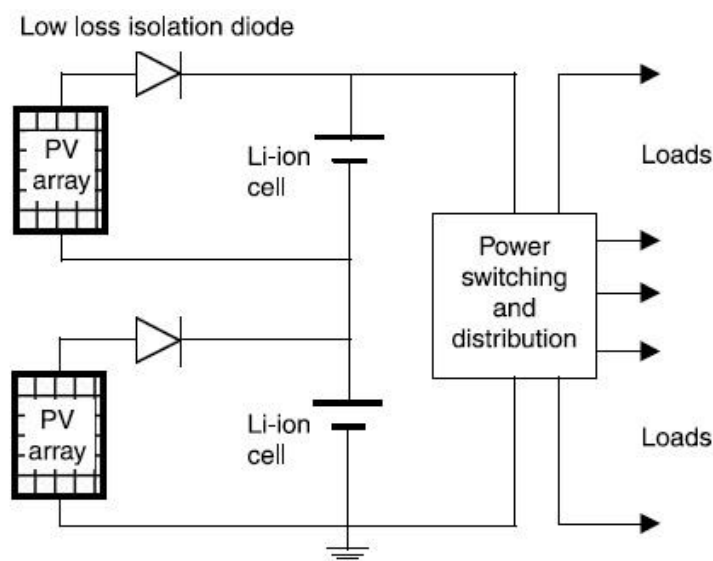 Low loss isolation diode
PV
array
Li-ion
cell
Loads
Power
switching
and
distribution
PV
array
Li-ion
cell
Loads